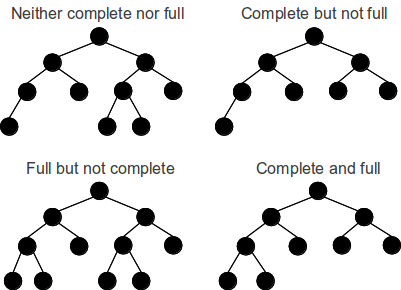 Neither complete nor full
Complete but not full
Full but not complete
Complete and full